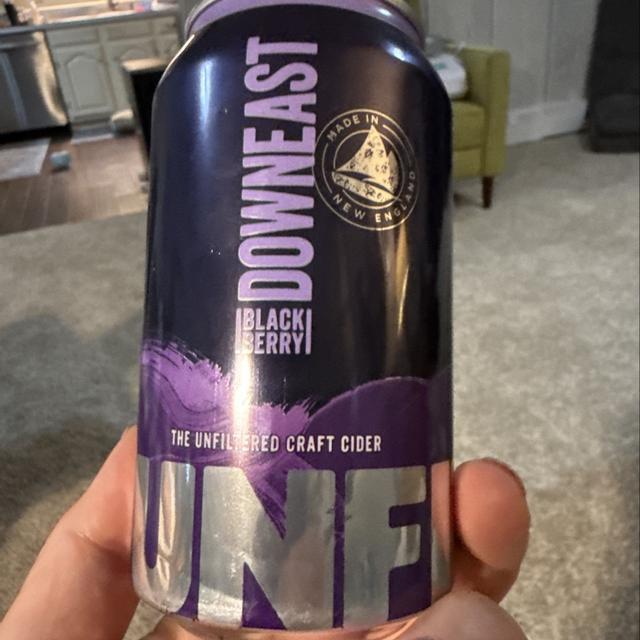 DOWNEAST
BLACK
BERRY
MADE IN
NEW ENGLAND
THE UNFILTERED CRAFT CIDER
UNF